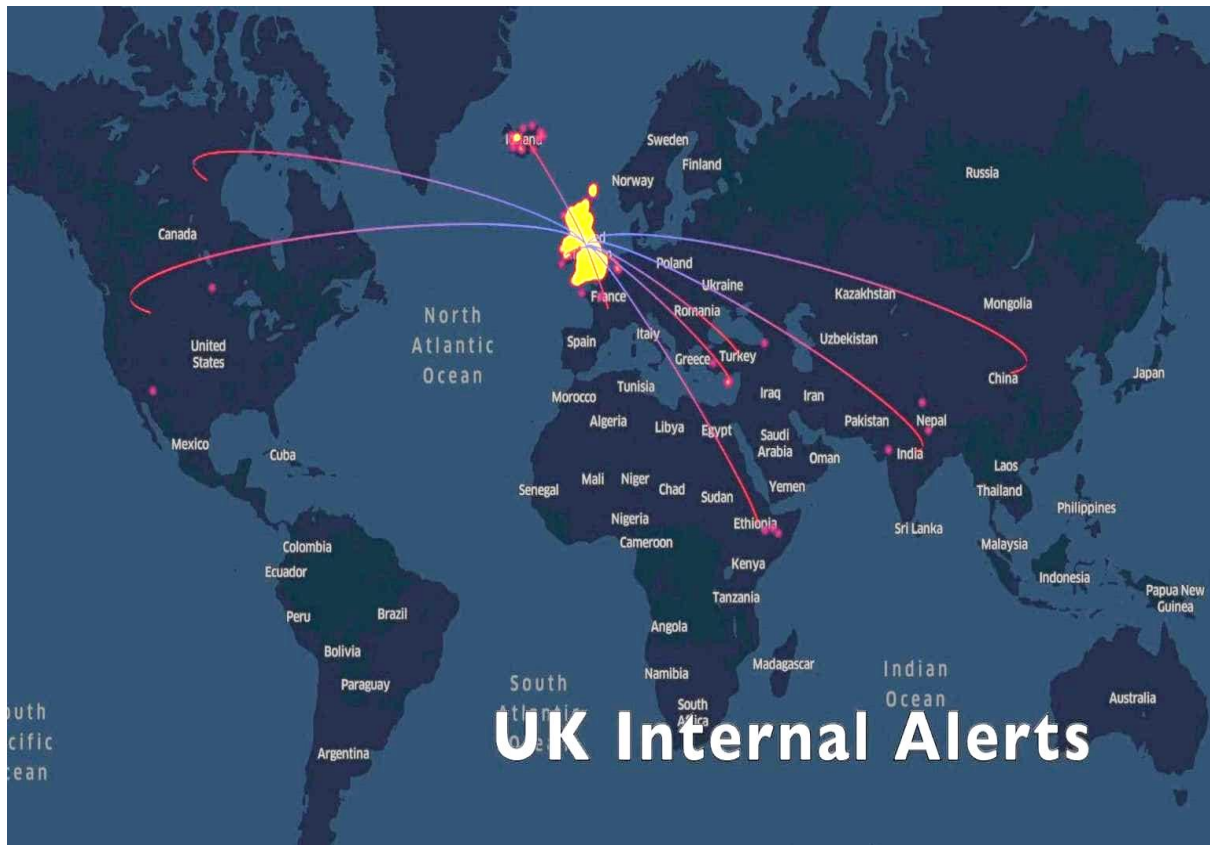 Sweden
Finland
Norway
Russia
Canada
Poland
Ukraine
Kazakhstan
Mongolia
France
Romania
North
Atlantic
Ocean
United
States
Spain
Italy
Greece
Turkey
Uzbekistan
China
Japan
Morocco
Tunisia
Iraq
Iran
Algeria
Libya
Egypt
Pakistan
Nepal
Mexico
Cuba
Saudi
Arabia
Oman
India
Laos
Senegal
Mali
Niger
Chad
Sudan
Yemen
Thailand
Philippines
Nigeria
Cameroon
Ethiopia
Sri Lanka
Malaysia
Colombia
Ecuador
Kenya
Indonesia
Tanzania
Papua New
Guinea
Peru
Brazil
Angola
Bolivia
Madagascar
Namibia
Paraguay
South
Indian
Ocean
Australia
South
Argentina
UK Internal Alerts